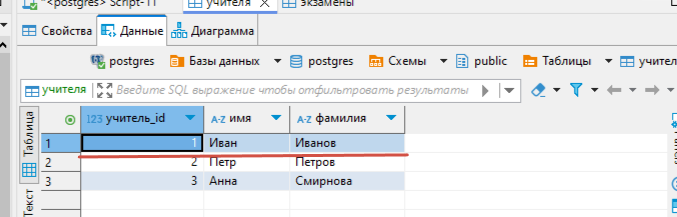 *<postgres> Script-11
учителя
экзамены
Свойства Данные Диаграмма
postgres Базы данных postgres Схемы public Таблицы учител
учителя Введите SQL выражение чтобы отфильтровать результаты
Таблица
Текст
123 учитель_id A-Z имя A-Z фамилия
1 1 Иван Иванов
2 2 Петр Петров
3 3 Анна Смирнова